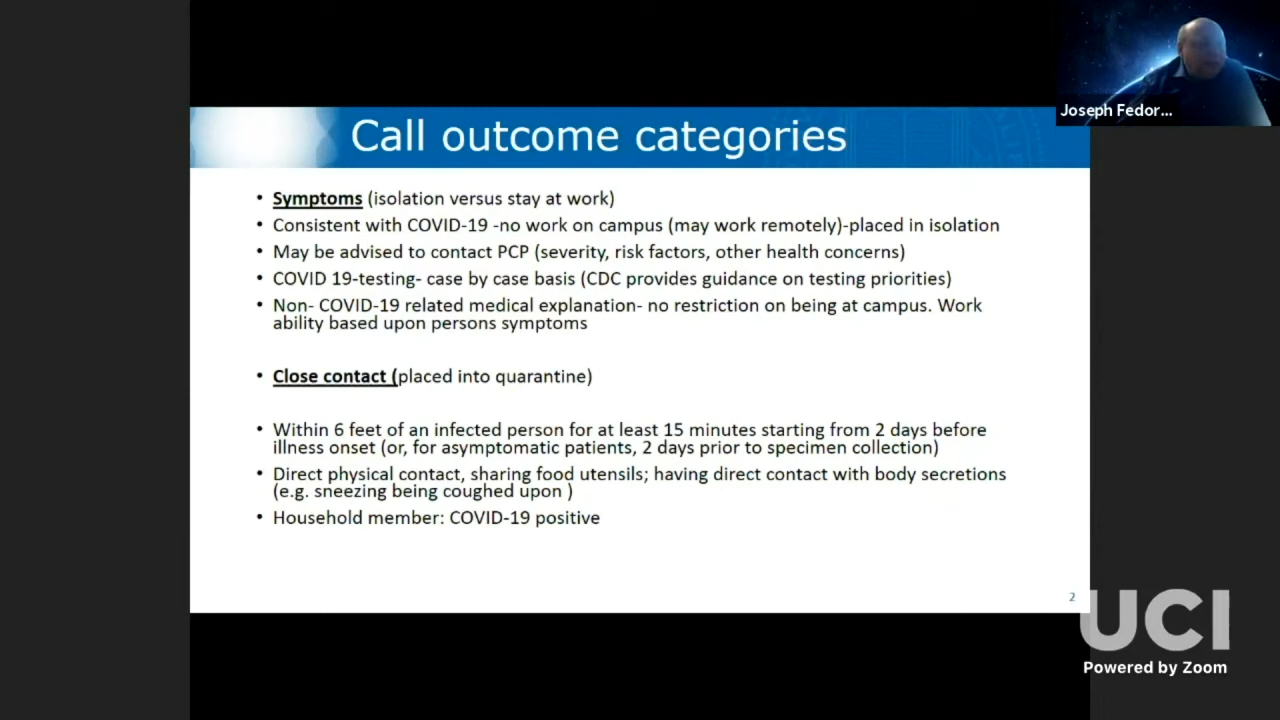 Joseph Fedor...
Call outcome categories
• Symptoms (isolation versus stay at work)
• Consistent with COVID-19 -no work on campus (may work remotely)-placed in isolation
• May be advised to contact PCP (severity, risk factors, other health concerns)
• COVID 19-testing- case by case basis (CDC provides guidance on testing priorities)
• Non- COVID-19 related medical explanation- no restriction on being at campus. Work
ability based upon persons symptoms
• Close contact (placed into quarantine)
• Within 6 feet of an infected person for at least 15 minutes starting from 2 days before
illness onset (or, for asymptomatic patients, 2 days prior to specimen collection)
• Direct physical contact, sharing food utensils; having direct contact with body secretions
(e.g. sneezing being coughed upon )
• Household member: COVID-19 positive
2
UCI
Powered by Zoom